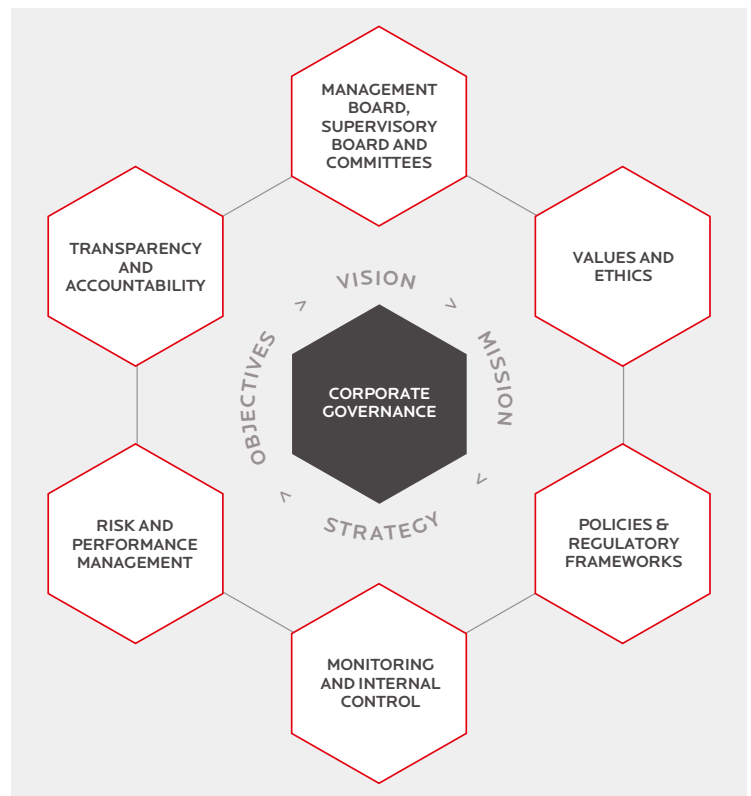 MANAGEMENT
BOARD,
SUPERVISORY
BOARD AND
COMMITTEES
TRANSPARENCY
AND
ACCOUNTABILITY
VALUES AND
ETHICS
VISION
MISSION
STRATEGY
OBJECTIVES
CORPORATE
GOVERNANCE
RISK AND
PERFORMANCE
MANAGEMENT
POLICIES &
REGULATORY
FRAMEWORKS
MONITORING
AND INTERNAL
CONTROL